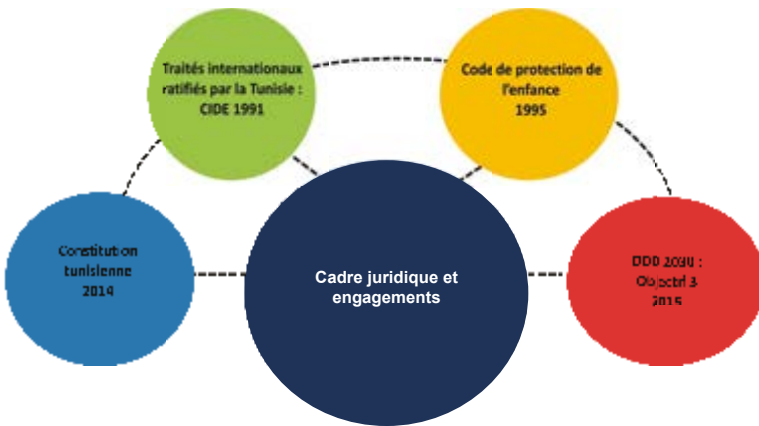 Traités internationaux
ratifiés par la Tunisie :
CIDE 1991
Code de protection de
l'enfance
1995
Constitution
tunisienne
2014
Cadre juridique et
engagements
ODD 2030 :
Objectif 3
2015